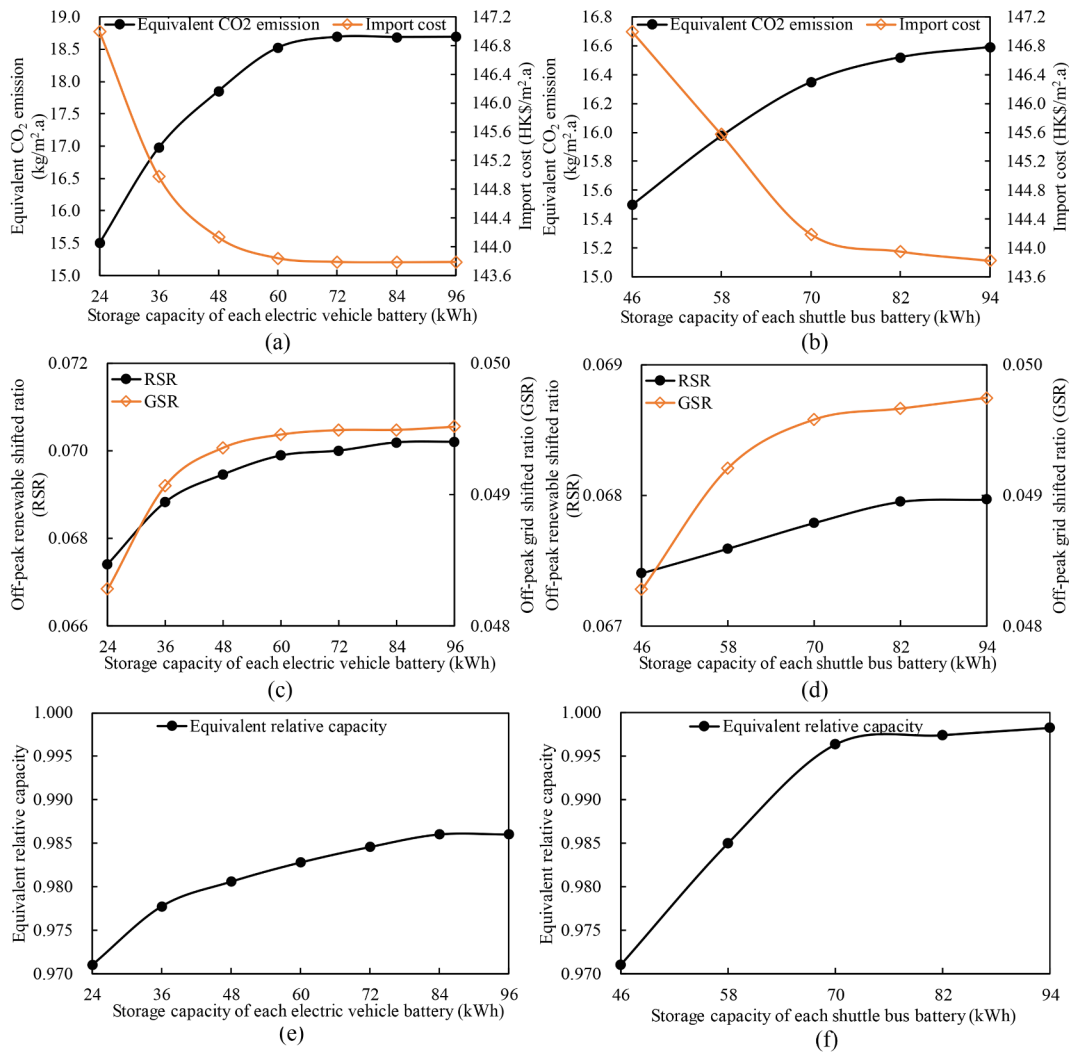 Equivalent CO2 emission
Import cost
19.0
18.5
18.0
17.5
17.0
16.5
16.0
15.5
15.0
Equivalent CO₂ emission
(kg/m².a)
147.2
146.8
146.4
146.0
145.6
145.2
144.8
144.4
144.0
143.6
Import cost (HK$/m².a)
24 36 48 60 72 84 96
Storage capacity of each electric vehicle battery (kWh)
(a)
Equivalent CO2 emission
Import cost
16.8
16.6
16.4
16.2
16.0
15.8
15.6
15.4
15.2
15.0
Equivalent CO₂ emission
(kg/m².a)
147.2
146.8
146.4
146.0
145.6
145.2
144.8
144.4
144.0
143.6
Import cost (HK$/m².a)
46 58 70 82 94
Storage capacity of each shuttle bus battery (kWh)
(b)
RSR
GSR
0.072
0.070
0.068
0.066
Off-peak renewable shifted ratio
(RSR)
0.050
0.049
0.048
Off-peak grid shifted ratio (GSR)
24 36 48 60 72 84 96
Storage capacity of each electric vehicle battery (kWh)
(c)
RSR
GSR
0.069
0.068
0.067
Off-peak renewable shifted ratio
(RSR)
0.050
0.049
0.048
Off-peak grid shifted ratio (GSR)
46 58 70 82 94
Storage capacity of each shuttle bus battery (kWh)
(d)
Equivalent relative capacity
1.000
0.995
0.990
0.985
0.980
0.975
0.970
Equivalent relative capacity
24 36 48 60 72 84 96
Storage capacity of each electric vehicle battery (kWh)
(e)
Equivalent relative capacity
1.000
0.995
0.990
0.985
0.980
0.975
0.970
Equivalent relative capacity
46 58 70 82 94
Storage capacity of each shuttle bus battery (kWh)
(f)